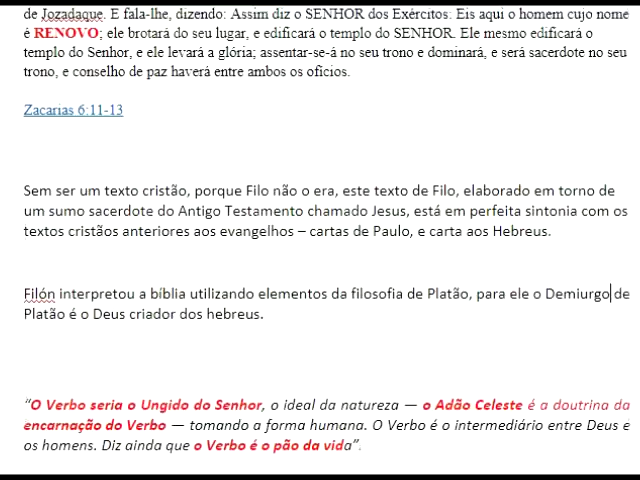 de Jozadaque. E fala-lhe, dizendo: Assim diz o SENHOR dos Exércitos: Eis aqui o homem cujo nome
é RENOVO; ele brotará do seu lugar, e edificará o templo do SENHOR. Ele mesmo edificará o
templo do Senhor, e ele levará a glória; assentar-se-á no seu trono e dominará, e será sacerdote no seu
trono, e conselho de paz haverá entre ambos os ofícios.
Zacarias 6:11-13
Sem ser um texto cristão, porque Filo não o era, este texto de Filo, elaborado em torno de
um sumo sacerdote do Antigo Testamento chamado Jesus, está em perfeita sintonia com os
textos cristãos anteriores aos evangelhos – cartas de Paulo, e carta aos Hebreus.
Filón interpretou a bíblia utilizando elementos da filosofia de Platão, para ele o Demiurgo de
Platão é o Deus criador dos hebreus.
“O Verbo seria o Ungido do Senhor, o ideal da natureza — o Adão Celeste é a doutrina da
encarnação do Verbo — tomando a forma humana. O Verbo é o intermediário entre Deus e
os homens. Diz ainda que o Verbo é o pão da vida”.